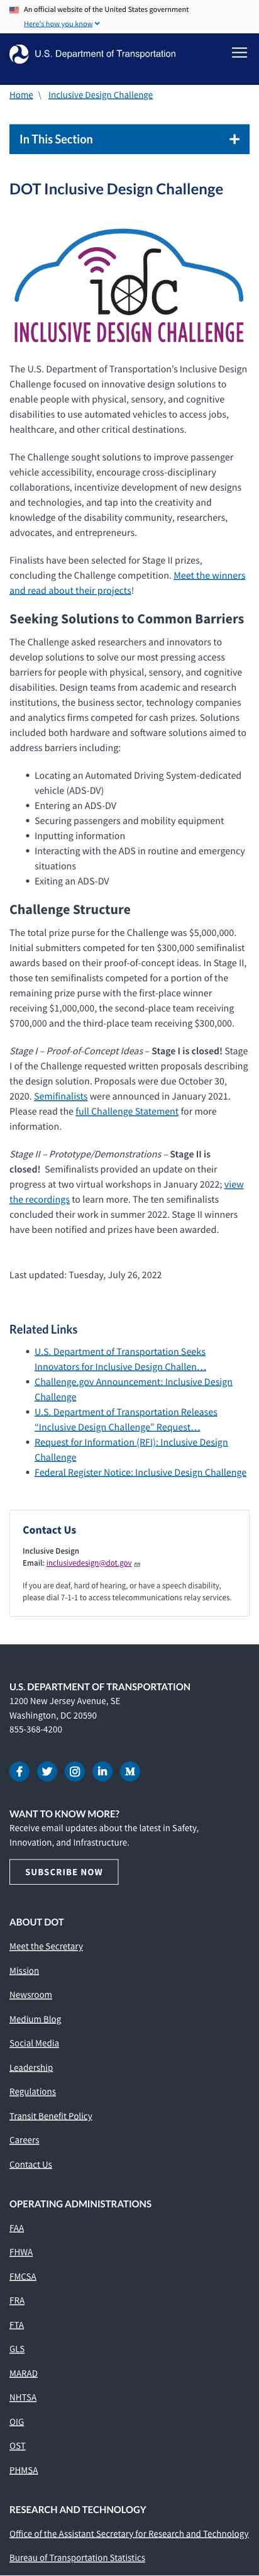 An official website of the United States government
Here's how you know
U.S. Department of Transportation
Home \ Inclusive Design Challenge
In This Section
DOT Inclusive Design Challenge
idc
INCLUSIVE DESIGN CHALLENGE
The U.S. Department of Transportation's Inclusive Design
Challenge focused on innovative design solutions to
enable people with physical, sensory, and cognitive
disabilities to use automated vehicles to access jobs,
healthcare, and other critical destinations.
The Challenge sought solutions to improve passenger
vehicle accessibility, encourage cross-disciplinary
collaborations, incentivize development of new designs
and technologies, and tap into the creativity and
knowledge of the disability community, researchers,
advocates, and entrepreneurs.
Finalists have been selected for Stage II prizes,
concluding the Challenge competition. Meet the winners
and read about their projects!
Seeking Solutions to Common Barriers
The Challenge asked researchers and innovators to
develop solutions to solve our most pressing access
barriers for people with physical, sensory, and cognitive
disabilities. Design teams from academic and research
institutions, the business sector, technology companies
and analytics firms competed for cash prizes. Solutions
included both hardware and software solutions aimed to
address barriers including:
• Locating an Automated Driving System-dedicated
vehicle (ADS-DV)
• Entering an ADS-DV
• Securing passengers and mobility equipment
• Inputting information
• Interacting with the ADS in routine and emergency
situations
• Exiting an ADS-DV
Challenge Structure
The total prize purse for the Challenge was $5,000,000.
Initial submitters competed for ten $300,000 semifinalist
awards based on their proof-of-concept ideas. In Stage II,
those ten semifinalists competed for a portion of the
remaining prize purse with the first-place winner
receiving $1,000,000, the second-place team receiving
$700,000 and the third-place team receiving $300,000.
Stage I – Proof-of-Concept Ideas – Stage I is closed! Stage
I of the Challenge requested written proposals describing
the design solution. Proposals were due October 30,
2020. Semifinalists were announced in January 2021.
Please read the full Challenge Statement for more
information.
Stage II – Prototype/Demonstrations – Stage II is
closed! Semifinalists provided an update on their
progress at two virtual workshops in January 2022; view
the recordings to learn more. The ten semifinalists
concluded their work in summer 2022. Stage II winners
have been notified and prizes have been awarded.
Last updated: Tuesday, July 26, 2022
Related Links
• U.S. Department of Transportation Seeks
Innovators for Inclusive Design Challen…
• Challenge.gov Announcement: Inclusive Design
Challenge
• U.S. Department of Transportation Releases
“Inclusive Design Challenge” Request…
• Request for Information (RFI): Inclusive Design
Challenge
• Federal Register Notice: Inclusive Design Challenge
Contact Us
Inclusive Design
Email: inclusivedesign@dot.gov
If you are deaf, hard of hearing, or have a speech disability,
please dial 7-1-1 to access telecommunications relay services.
U.S. DEPARTMENT OF TRANSPORTATION
1200 New Jersey Avenue, SE
Washington, DC 20590
855-368-4200
WANT TO KNOW MORE?
Receive email updates about the latest in Safety,
Innovation, and Infrastructure.
SUBSCRIBE NOW
ABOUT DOT
Meet the Secretary
Mission
Newsroom
Medium Blog
Social Media
Leadership
Regulations
Transit Benefit Policy
Careers
Contact Us
OPERATING ADMINISTRATIONS
FAA
FHWA
FMCSA
FRA
FTA
GLS
MARAD
NHTSA
OIG
OST
PHMSA
RESEARCH AND TECHNOLOGY
Office of the Assistant Secretary for Research and Technology
Bureau of Transportation Statistics